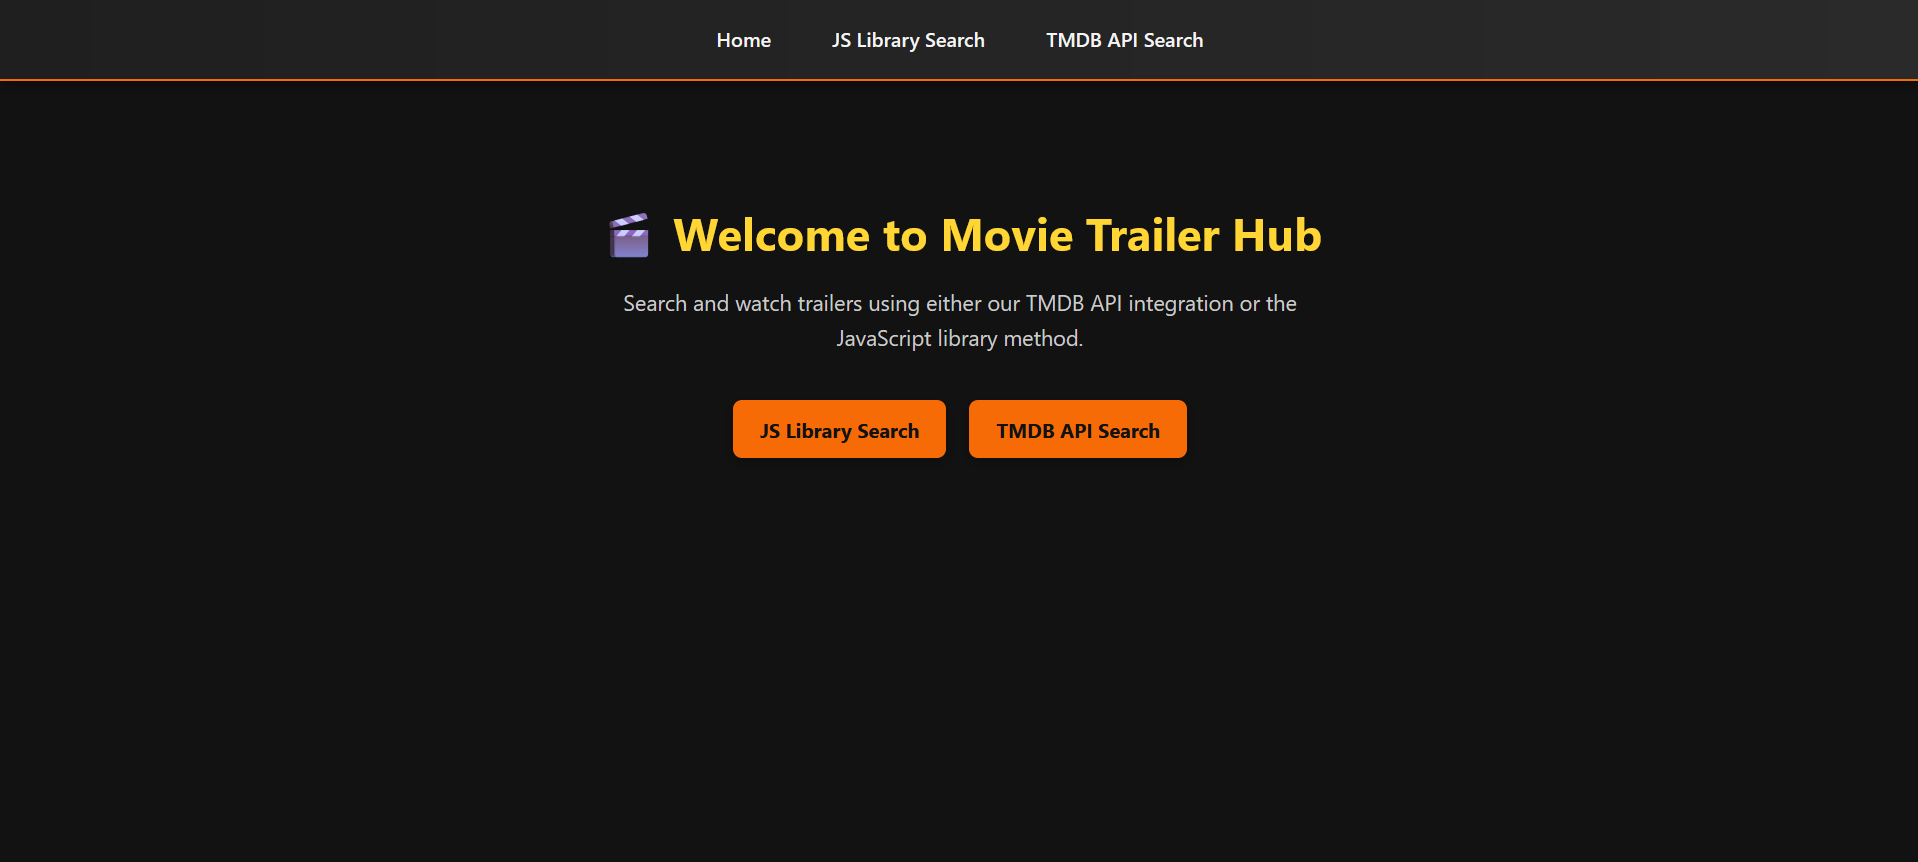 Home JS Library Search TMDB API Search
🎬 Welcome to Movie Trailer Hub
Search and watch trailers using either our TMDB API integration or the
JavaScript library method.
JS Library Search TMDB API Search